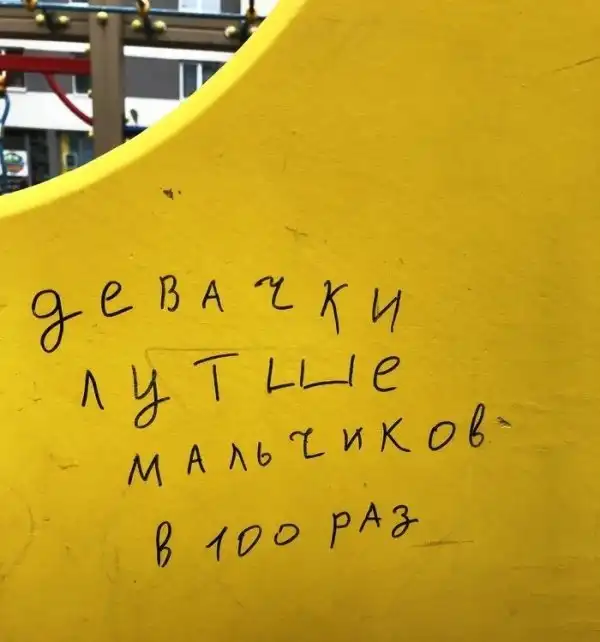 девачки
лутше
мальчиков
в 100 раз